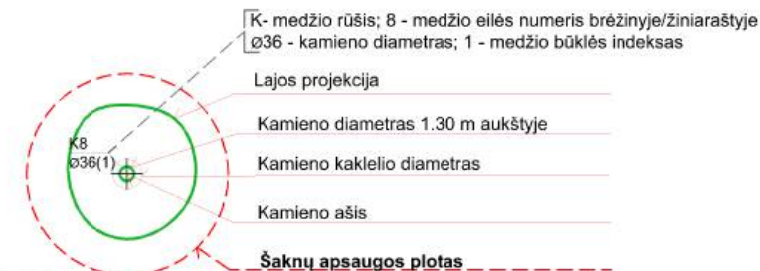 K- medžio rūšis; 8 - medžio eilės numeris brėžinyje/žiniaraštyje
ø36 - kamieno diametras; 1 - medžio būklės indeksas
Lajos projekcija
Kamieno diametras 1.30 m aukštyje
K8
ø36(1)
Kamieno kaklelio diametras
Kamieno ašis
Šaknų apsaugos plotas